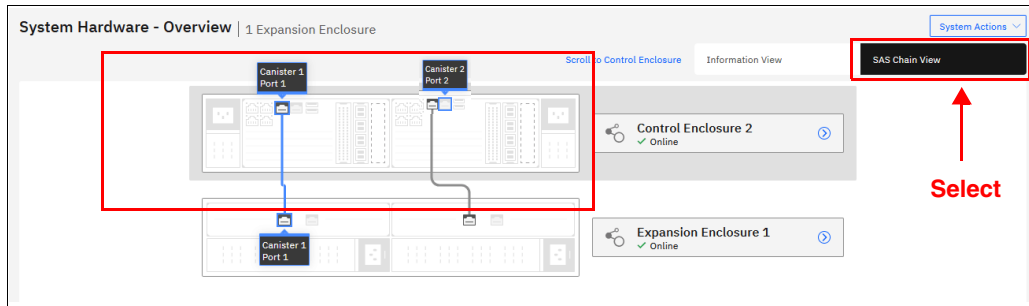 System Hardware - Overview | 1 Expansion Enclosure
System Actions
Scroll to Control Enclosure
Information View
SAS Chain View
Canister 1
Port 1
Canister 2
Port 2
Control Enclosure 2
Online
Select
Canister 1
Port 1
Expansion Enclosure 1
Online